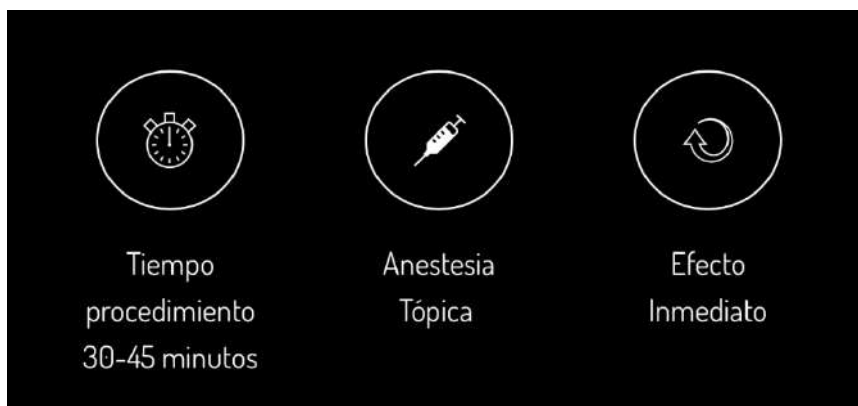 Tiempo
procedimiento
30-45 minutos
Anestesia
Tópica
Efecto
Inmediato